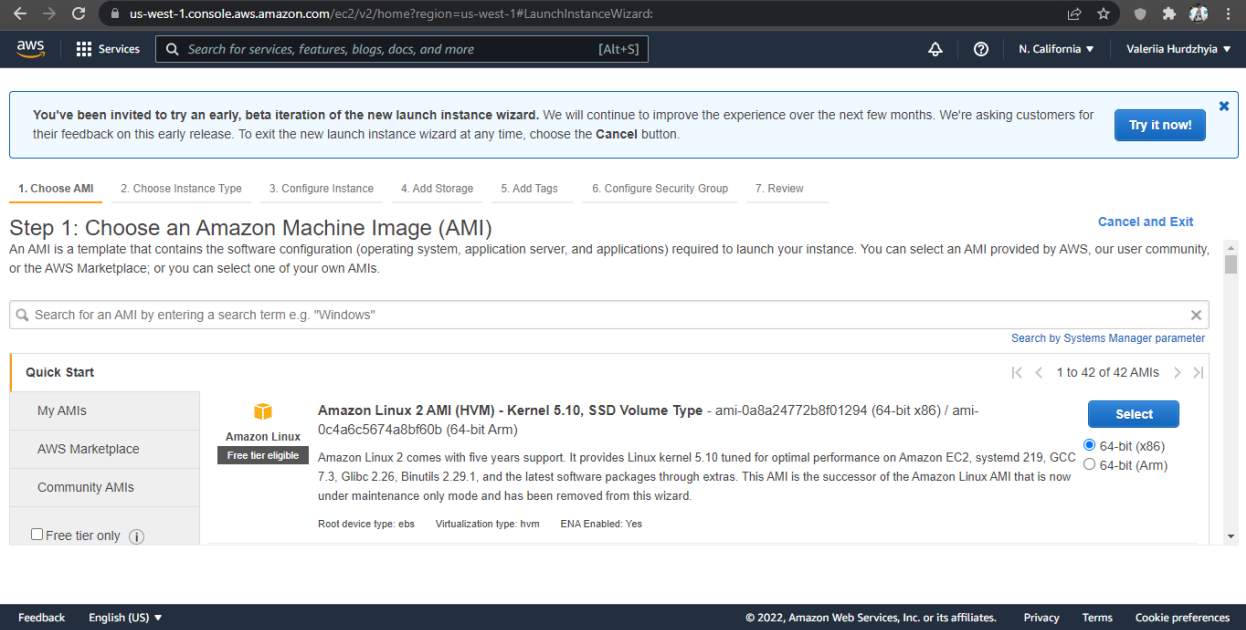 us-west-1.console.aws.amazon.com/ec2/v2/home?region=us-west-1#LaunchInstanceWizard:
aws
Services
Search for services, features, blogs, docs, and more
[Alt+S]
N. California
Valeriia Hurdzhyia
You've been invited to try an early, beta iteration of the new launch instance wizard. We will continue to improve the experience over the next few months. We're asking customers for
their feedback on this early release. To exit the new launch instance wizard at any time, choose the Cancel button.
Try it now!
1. Choose AMI
2. Choose Instance Type
3. Configure Instance
4. Add Storage
5. Add Tags
6. Configure Security Group
7. Review
Step 1: Choose an Amazon Machine Image (AMI)
Cancel and Exit
An AMI is a template that contains the software configuration (operating system, application server, and applications) required to launch your instance. You can select an AMI provided by AWS, our user community,
or the AWS Marketplace; or you can select one of your own AMIs.
Search for an AMI by entering a search term e.g. "Windows"
Search by Systems Manager parameter
Quick Start
1 to 42 of 42 AMIs
My AMIs
AWS Marketplace
Community AMIs
Free tier only
Amazon Linux
Free tier eligible
Amazon Linux 2 AMI (HVM) - Kernel 5.10, SSD Volume Type - ami-0a8a24772b8f01294 (64-bit x86) / ami-
0c4a6c5674a8bf60b (64-bit Arm)
Amazon Linux 2 comes with five years support. It provides Linux kernel 5.10 tuned for optimal performance on Amazon EC2, systemd 219, GCC
7.3, Glibc 2.26, Binutils 2.29.1, and the latest software packages through extras. This AMI is the successor of the Amazon Linux AMI that is now
under maintenance only mode and has been removed from this wizard.
Root device type: ebs
Virtualization type: hvm
ENA Enabled: Yes
Select
64-bit (x86)
64-bit (Arm)
Feedback
English (US)
© 2022, Amazon Web Services, Inc. or its affiliates.
Privacy
Terms
Cookie preferences